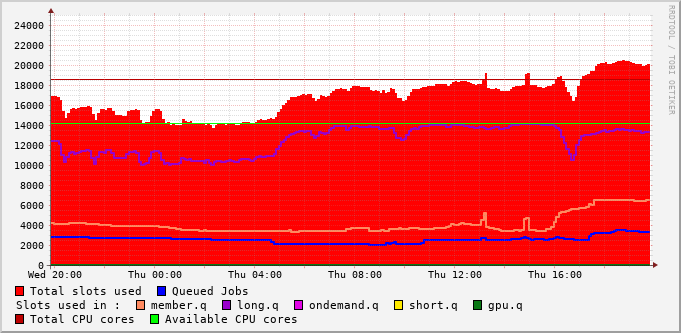 24000
22000
20000
18000
16000
14000
12000
10000
8000
6000
4000
2000
0
Wed 20:00 Thu 00:00 Thu 04:00 Thu 08:00 Thu 12:00 Thu 16:00
RRDTOOL / TOBI OETIKER
Total slots used Queued Jobs
Slots used in : member.q long.q ondemand.q short.q gpu.q
Total CPU cores Available CPU cores